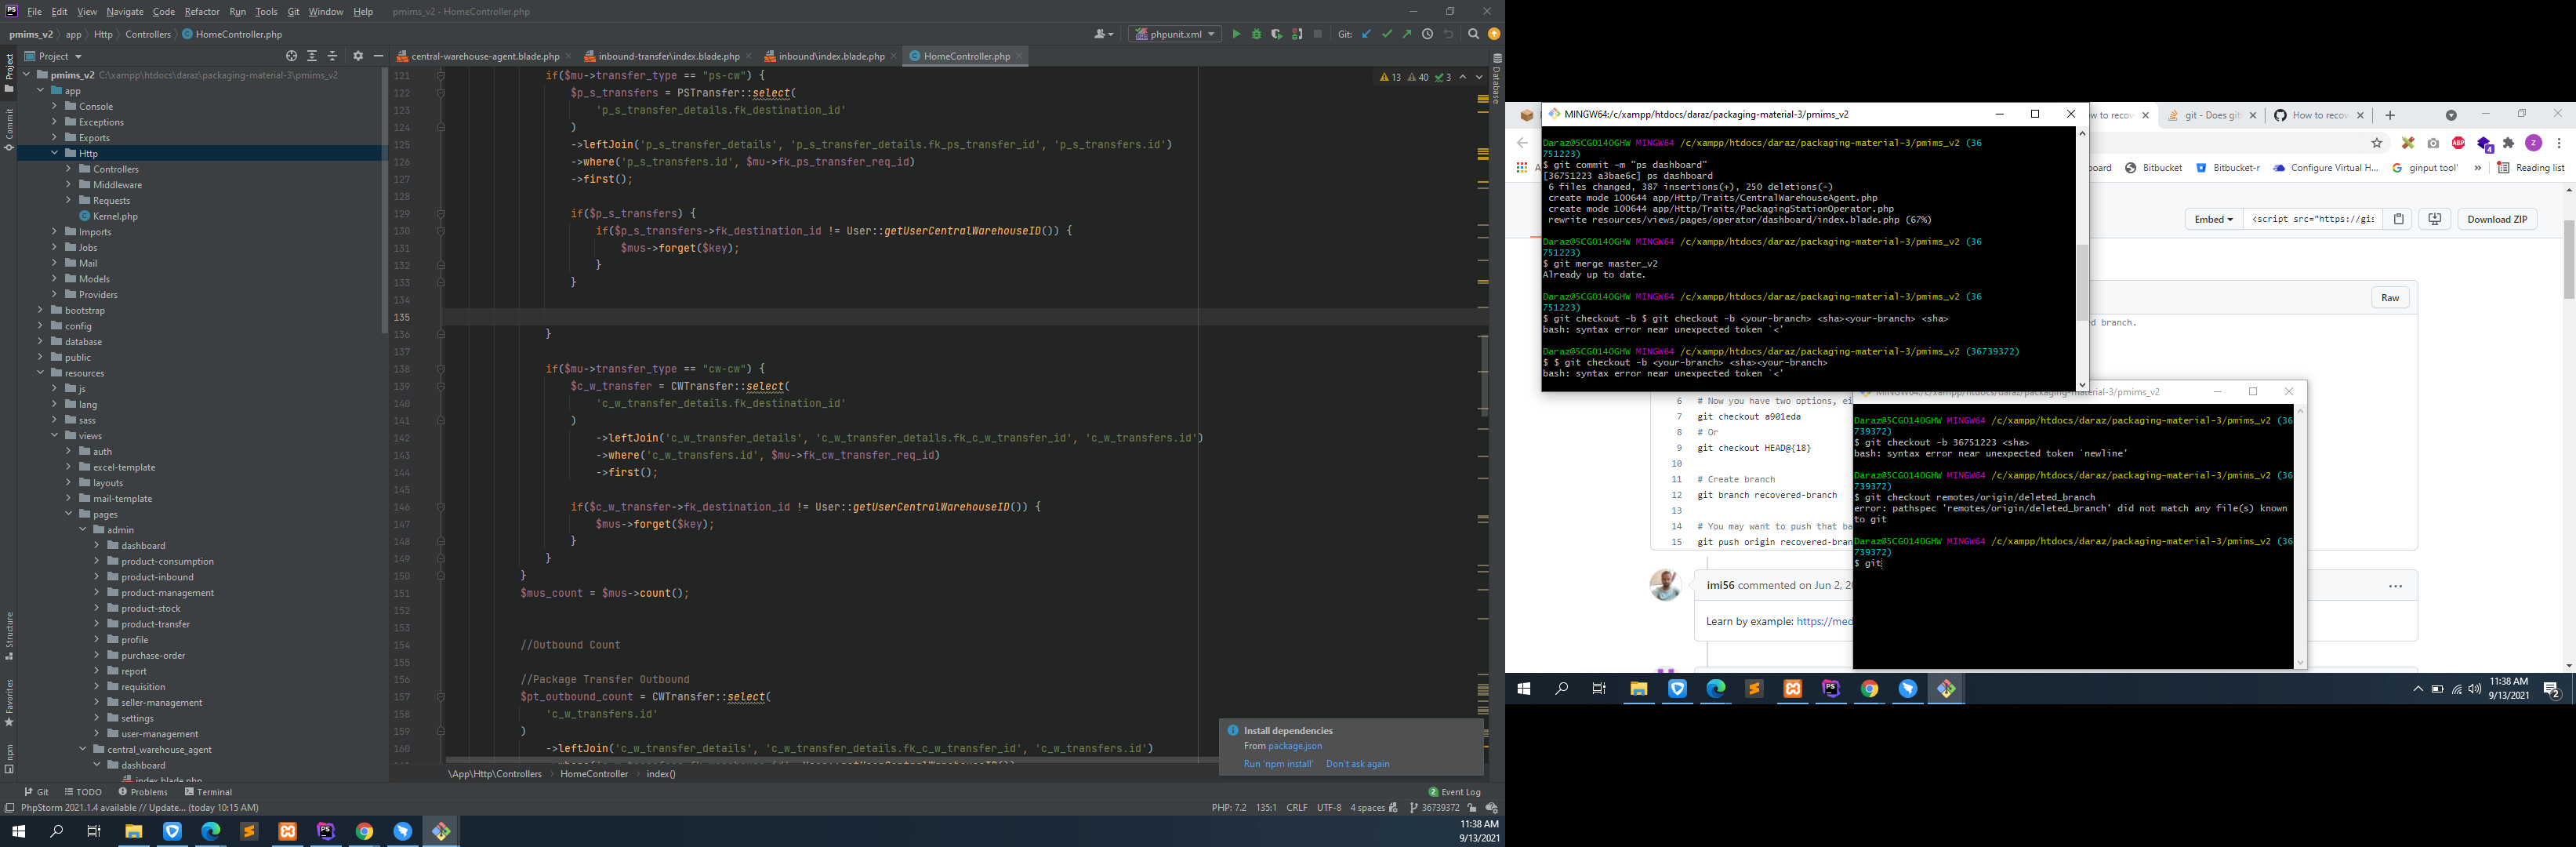 File Edit View Navigate Code Refactor Run Tools Git Window Help pmims_v2 - HomeController.php
pmims_v2 app Http Controllers HomeController.php
phpunit.xml Git:
Project
central-warehouse-agent.blade.php inbound-transfer\index.blade.php inbound\index.blade.php HomeController.php
pmims_v2 C:\xampp\htdocs\daraz\packaging-material-3\pmims_v2
app
Console
Exceptions
Exports
Http
Controllers
Middleware
Requests
Kernel.php
Imports
Jobs
Mail
Models
Providers
bootstrap
config
database
public
resources
js
lang
sass
views
auth
excel-template
layouts
mail-template
pages
admin
dashboard
product-consumption
product-inbound
product-management
product-stock
product-transfer
profile
purchase-order
report
requisition
seller-management
settings
user-management
central_warehouse_agent
dashboard
index.blade.php
Project
Commit
Structure
Favorites
npm
Database
13 40 3
121 if($mu->transfer_type == "ps-cw") {
122 $p_s_transfers = PSTransfer::select(
123 'p_s_transfer_details.fk_destination_id'
124 )
125 ->leftJoin('p_s_transfer_details', 'p_s_transfer_details.fk_ps_transfer_id', 'p_s_transfers.id')
126 ->where('p_s_transfers.id', $mu->fk_ps_transfer_req_id)
127 ->first();
128
129 if($p_s_transfers) {
130 if($p_s_transfers->fk_destination_id != User::getUserCentralWarehouseID()) {
131 $mus->forget($key);
132 }
133 }
134
135
136 }
137
138 if($mu->transfer_type == "cw-cw") {
139 $c_w_transfer = CWTransfer::select(
140 'c_w_transfer_details.fk_destination_id'
141 )
142 ->leftJoin('c_w_transfer_details', 'c_w_transfer_details.fk_c_w_transfer_id', 'c_w_transfers.id')
143 ->where('c_w_transfers.id', $mu->fk_cw_transfer_req_id)
144 ->first();
145
146 if($c_w_transfer->fk_destination_id != User::getUserCentralWarehouseID()) {
147 $mus->forget($key);
148 }
149 }
150 }
151 $mus_count = $mus->count();
152
153
154 //Outbound Count
155
156 //Package Transfer Outbound
157 $pt_outbound_count = CWTransfer::select(
158 'c_w_transfers.id'
159 )
160 ->leftJoin('c_w_transfer_details', 'c_w_transfer_details.fk_c_w_transfer_id', 'c_w_transfers.id')
\App\Http\Controllers HomeController index()
Install dependencies
From package.json
Run 'npm install' Don't ask again
Git TODO Problems Terminal
2 Event Log
PhpStorm 2021.1.4 available // Update... (today 10:15 AM)
PHP: 7.2 135:1 CRLF UTF-8 4 spaces 36739372
11:38 AM
9/13/2021
MINGW64:/c/xampp/htdocs/daraz/packaging-material-3/pmims_v2
Daraz@5CG0140GHW MINGW64 /c/xampp/htdocs/daraz/packaging-material-3/pmims_v2 (36
751223)
$ git commit -m "ps dashboard"
[36751223 a3bae6c] ps dashboard
6 files changed, 387 insertions(+), 250 deletions(-)
create mode 100644 app/Http/Traits/CentralWarehouseAgent.php
create mode 100644 app/Http/Traits/PackagingStationOperator.php
rewrite resources/views/pages/operator/dashboard/index.blade.php (67%)
Daraz@5CG0140GHW MINGW64 /c/xampp/htdocs/daraz/packaging-material-3/pmims_v2 (36
751223)
$ git merge master_v2
Already up to date.
Daraz@5CG0140GHW MINGW64 /c/xampp/htdocs/daraz/packaging-material-3/pmims_v2 (36
751223)
$ git checkout -b $ git checkout -b <your-branch> <sha><your-branch> <sha>
bash: syntax error near unexpected token `<'
Daraz@5CG0140GHW MINGW64 /c/xampp/htdocs/daraz/packaging-material-3/pmims_v2 (36739372)
$ $ git checkout -b <your-branch> <sha><your-branch>
bash: syntax error near unexpected token `<'
w to recov git - Does git How to recov
board Bitbucket Bitbucket-r Configure Virtual H... ginput tool' » Reading list
Embed <script src="https://gis Download ZIP
Raw
ed branch.
6 # Now you have two options, ei
7 git checkout a901eda
8 # Or
9 git checkout HEAD@{18}
10
11 # Create branch
12 git branch recovered-branch
13
14 # You may want to push that ba
15 git push origin recovered-bran
imi56 commented on Jun 2, 20
Learn by example: https://med
MINGW64:/c/xampp/htdocs/daraz/packaging-material-3/pmims_v2
Daraz@5CG0140GHW MINGW64 /c/xampp/htdocs/daraz/packaging-material-3/pmims_v2 (36
739372)
$ git checkout -b 36751223 <sha>
bash: syntax error near unexpected token `newline'
Daraz@5CG0140GHW MINGW64 /c/xampp/htdocs/daraz/packaging-material-3/pmims_v2 (36
739372)
$ git checkout remotes/origin/deleted_branch
error: pathspec 'remotes/origin/deleted_branch' did not match any file(s) known
to git
Daraz@5CG0140GHW MINGW64 /c/xampp/htdocs/daraz/packaging-material-3/pmims_v2 (36
739372)
$ git
11:38 AM
9/13/2021
2